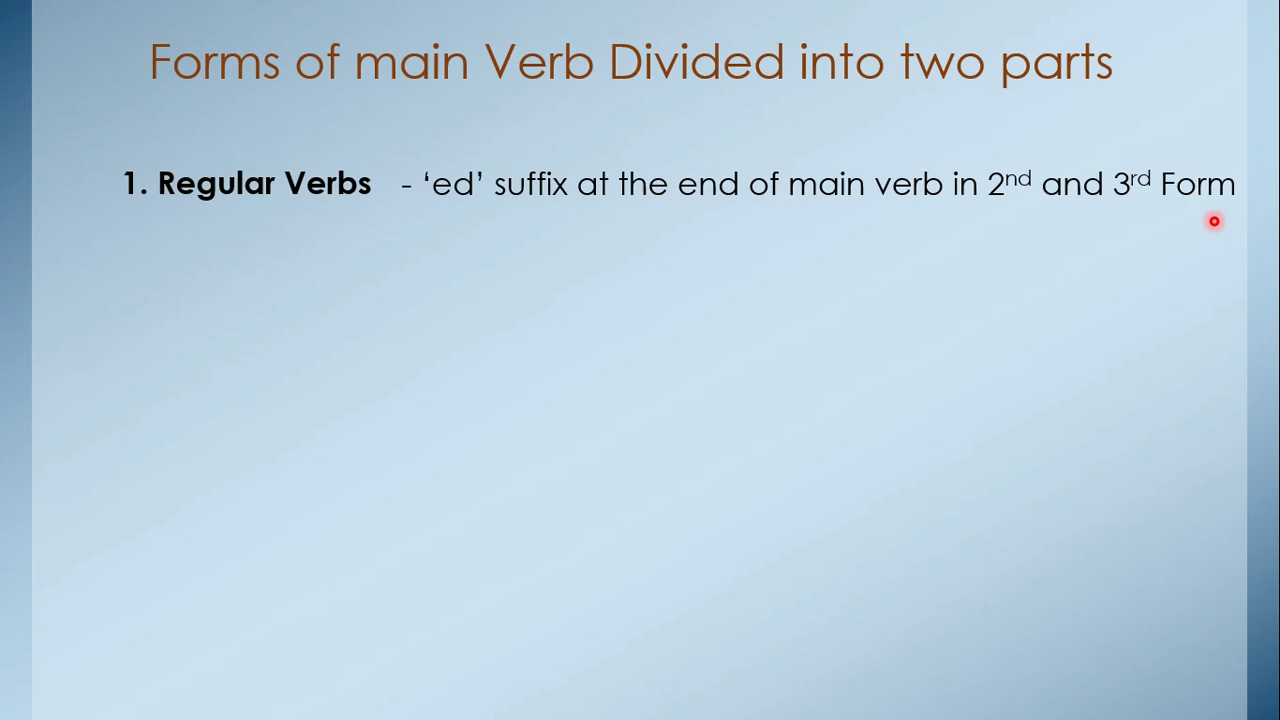 Forms of main Verb Divided into two parts
1. Regular Verbs - ‘ed’ suffix at the end of main verb in 2nd and 3rd Form